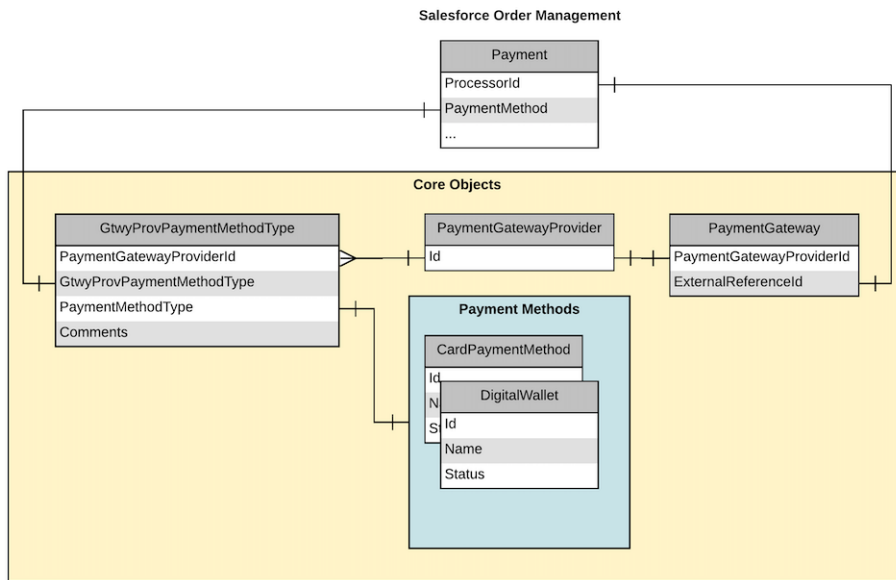 Salesforce Order Management
Payment
ProcessorId
PaymentMethod
...
Core Objects
GtwyProvPaymentMethodType
PaymentGatewayProviderId
GtwyProvPaymentMethodType
PaymentMethodType
Comments
PaymentGatewayProvider
Id
PaymentGateway
PaymentGatewayProviderId
ExternalReferenceId
Payment Methods
CardPaymentMethod
Id
DigitalWallet
Id
Name
Status